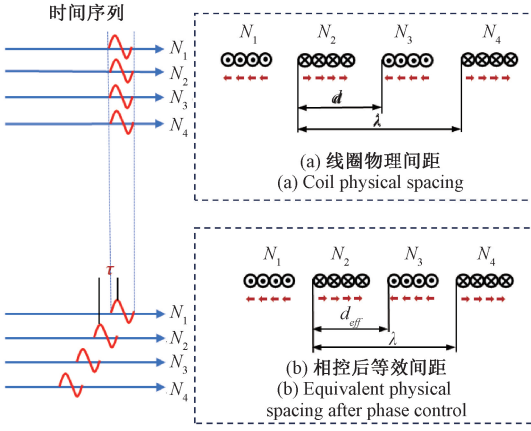 时间序列
N1
N2
N3
N4
N1 N2 N3 N4
d
λ
(a) 线圈物理间距
(a) Coil physical spacing
τ
N1
N2
N3
N4
N1 N2 N3 N4
deff
λ
(b) 相控后等效间距
(b) Equivalent physical
spacing after phase control